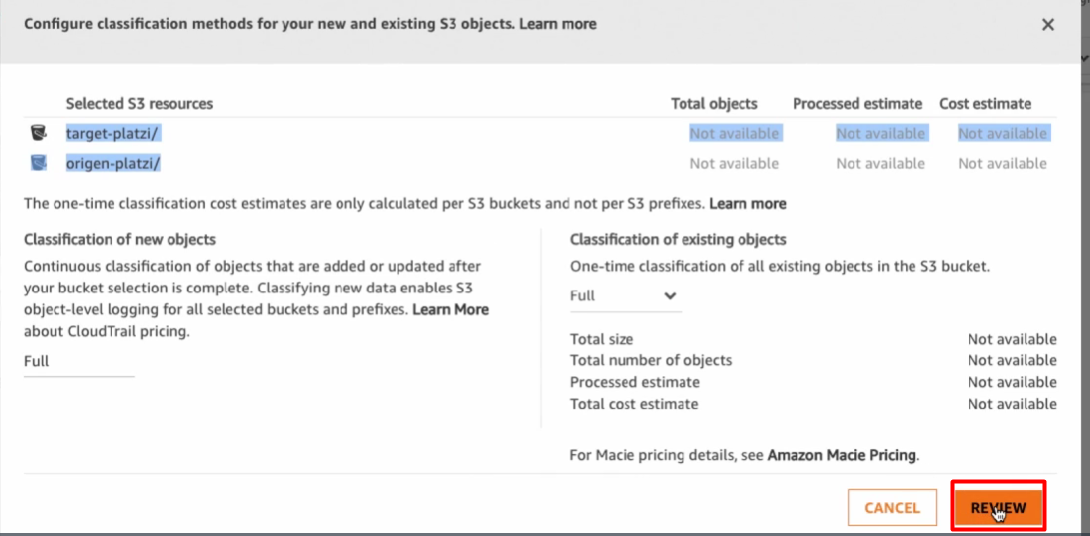 Configure classification methods for your new and existing S3 objects. Learn more
Selected S3 resources Total objects Processed estimate Cost estimate
target-platzi/ Not available Not available Not available
origen-platzi/ Not available Not available Not available
The one-time classification cost estimates are only calculated per S3 buckets and not per S3 prefixes. Learn more
Classification of new objects
Continuous classification of objects that are added or updated after
your bucket selection is complete. Classifying new data enables S3
object-level logging for all selected buckets and prefixes. Learn More
about CloudTrail pricing.
Full
Classification of existing objects
One-time classification of all existing objects in the S3 bucket.
Full
Total size Not available
Total number of objects Not available
Processed estimate Not available
Total cost estimate Not available
For Macie pricing details, see Amazon Macie Pricing.
CANCEL REVIEW